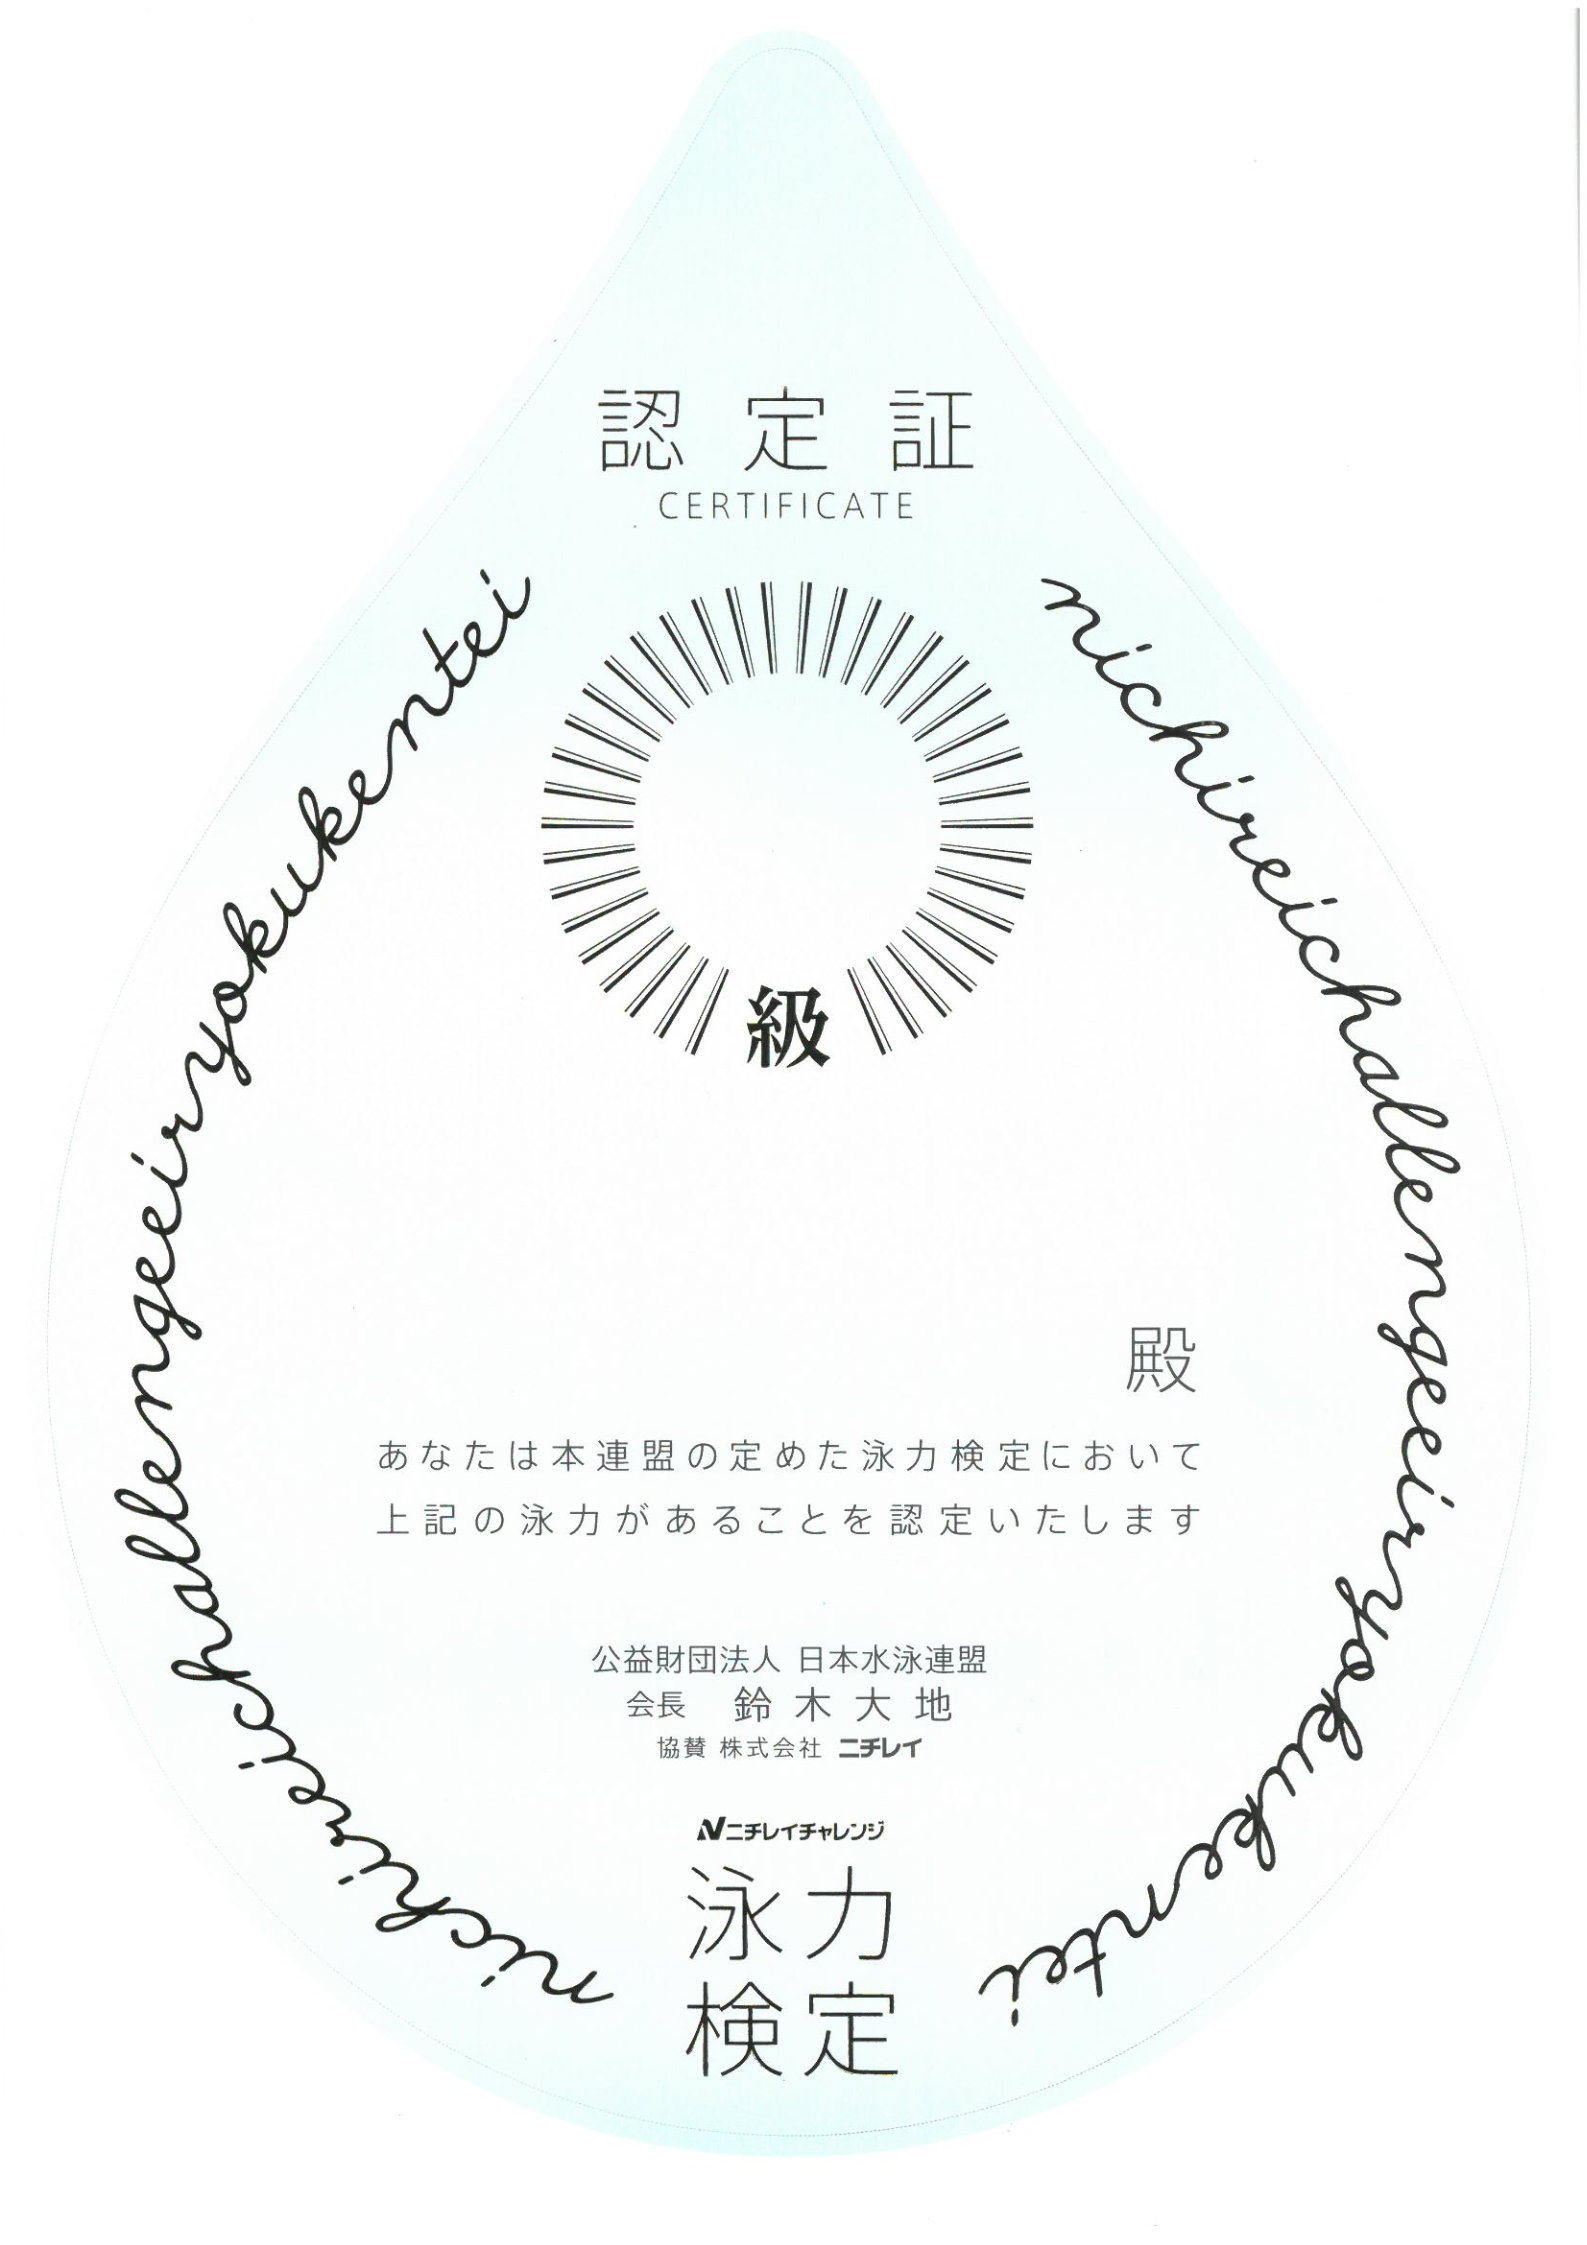 認定証
CERTIFICATE
級
殿
あなたは本連盟の定めた泳力検定において
上記の泳力があることを認定いたします
公益財団法人 日本水泳連盟
会長 鈴木大地
協賛 株式会社 ニチレイ
ニチレイチャレンジ
泳力
検定
nichireichallengeeiryokukentei
nichireichallengeeiryokukentei